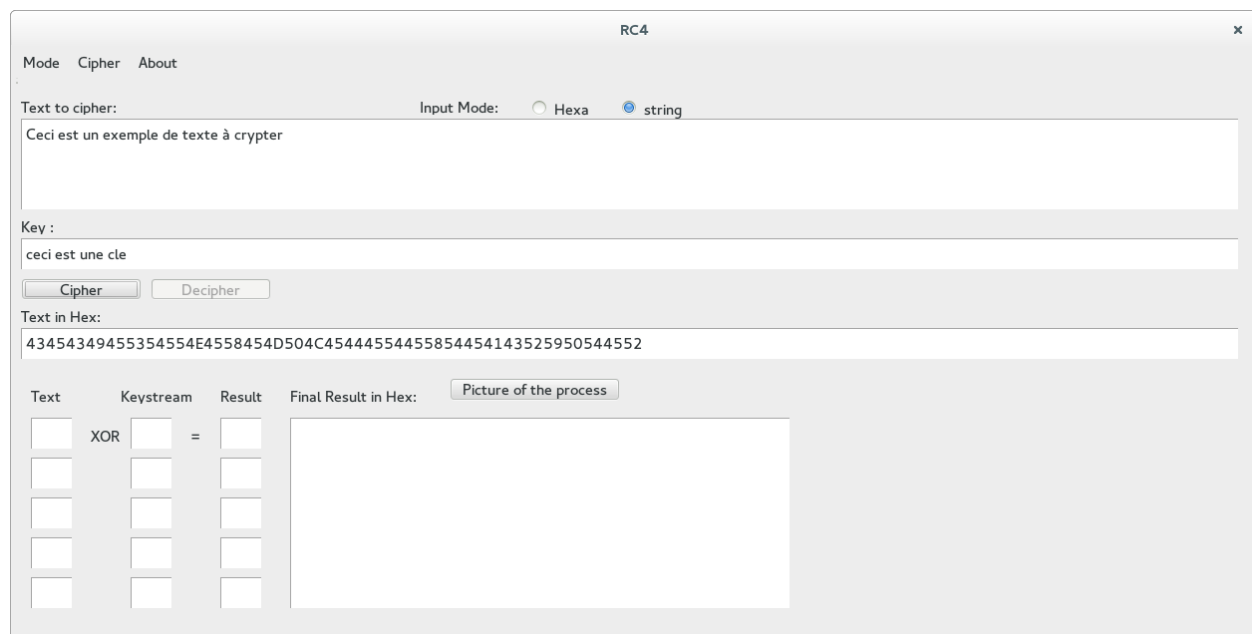 RC4
Mode Cipher About
Text to cipher: Input Mode: Hexa string
Ceci est un exemple de texte à crypter
Key :
ceci est une cle
Cipher Decipher
Text in Hex:
43454349455354554E4558454D504C454445544558544541435259505445​52
Text Keystream Result Final Result in Hex: Picture of the process
XOR =